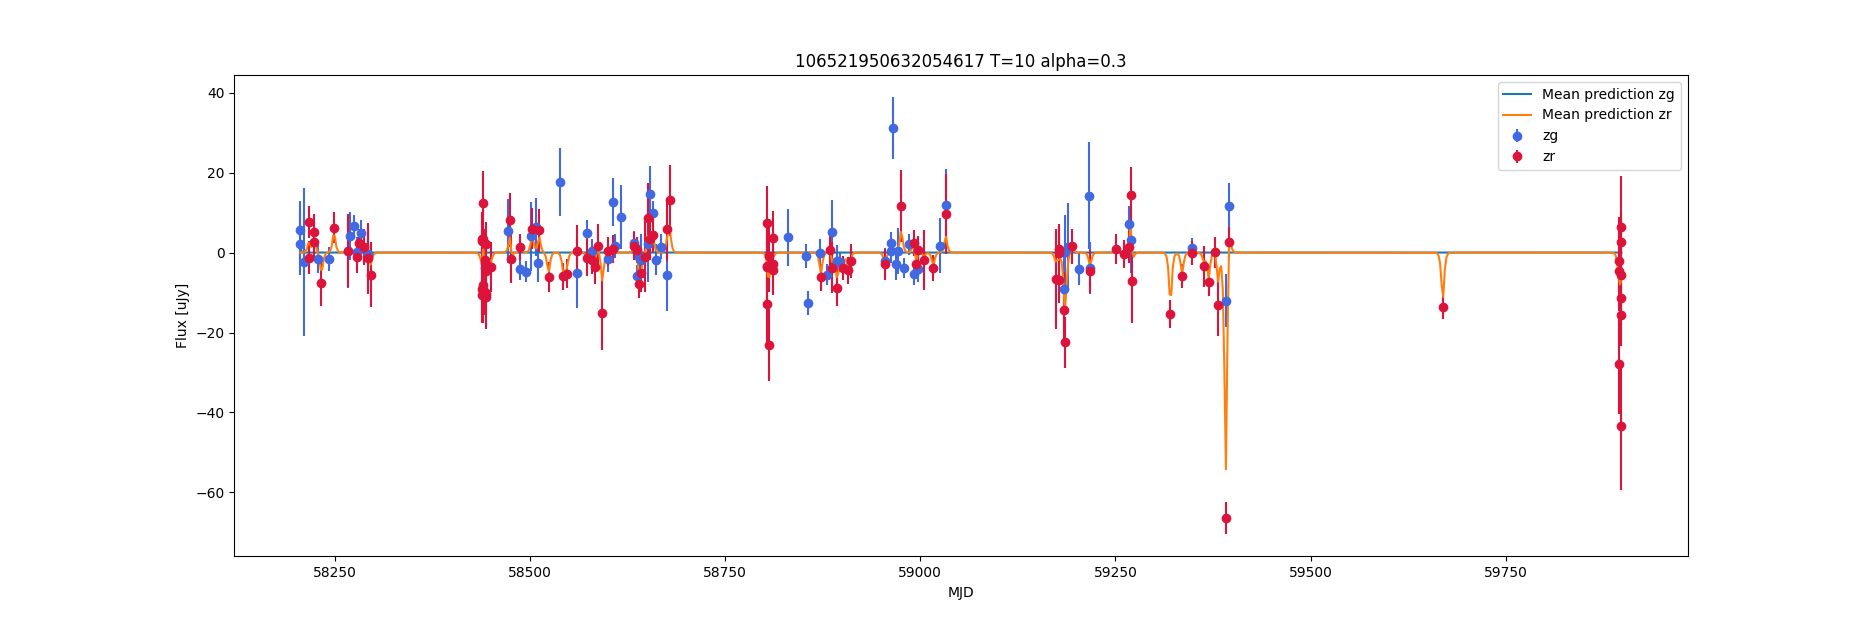 106521950632054617 T=10 alpha=0.3
Mean prediction zg
Mean prediction zr
zg
zr
Flux [uJy]
40
20
0
−20
−40
−60
58250
58500
58750
59000
59250
59500
59750
MJD